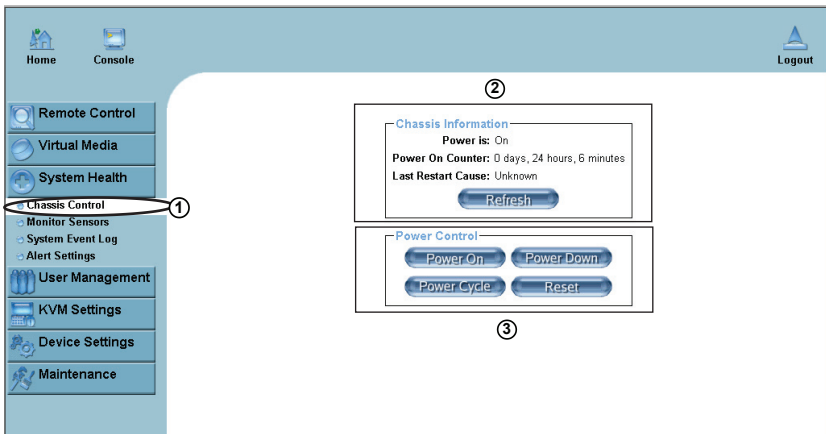 Home
Console
Logout
Remote Control
Virtual Media
System Health
Chassis Control
1
Monitor Sensors
System Event Log
Alert Settings
User Management
KVM Settings
Device Settings
Maintenance
2
Chassis Information
Power is: On
Power On Counter: 0 days, 24 hours, 6 minutes
Last Restart Cause: Unknown
Refresh
Power Control
Power On
Power Down
Power Cycle
Reset
3